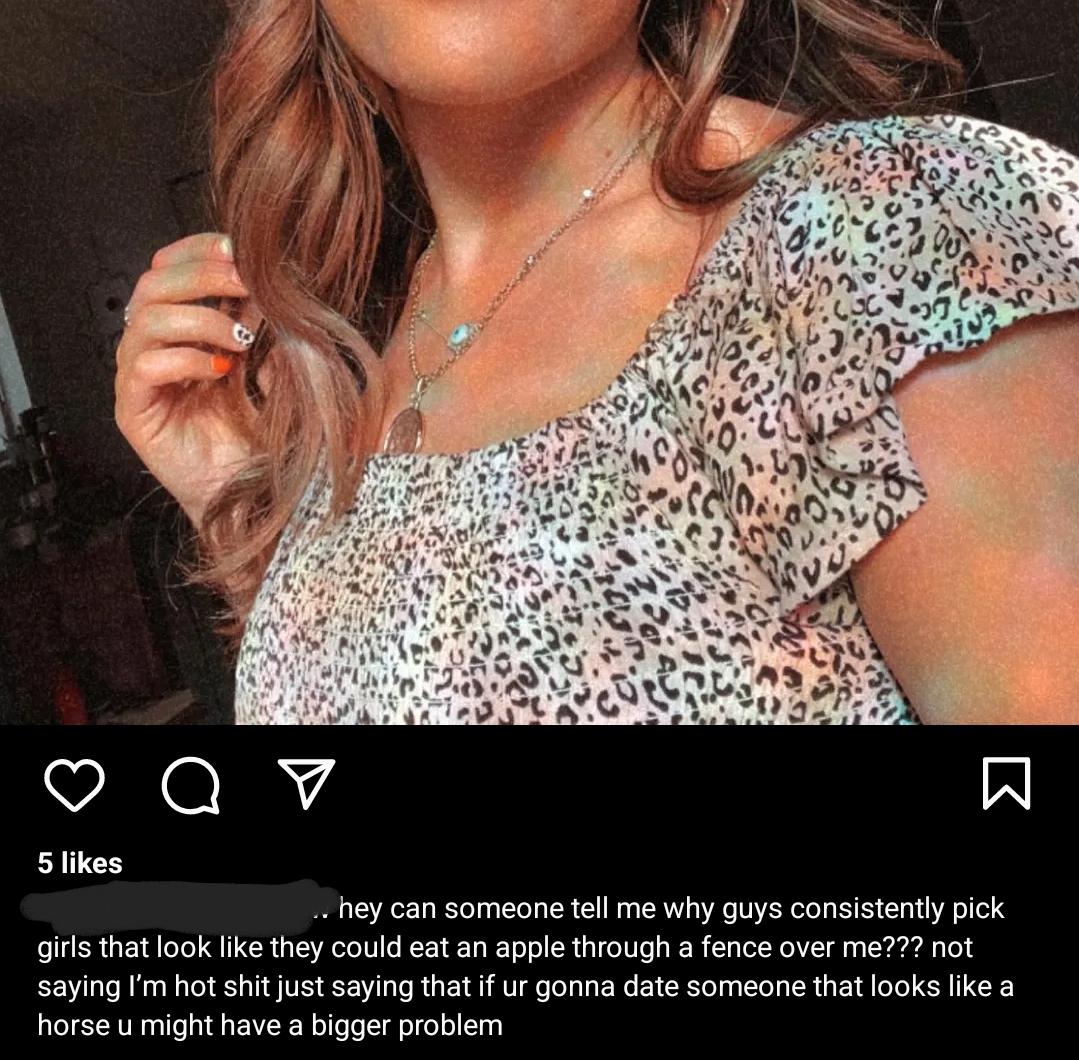 5 likes
hey can someone tell me why guys consistently pick
girls that look like they could eat an apple through a fence over me??? not
saying I’m hot shit just saying that if ur gonna date someone that looks like a
horse u might have a bigger problem